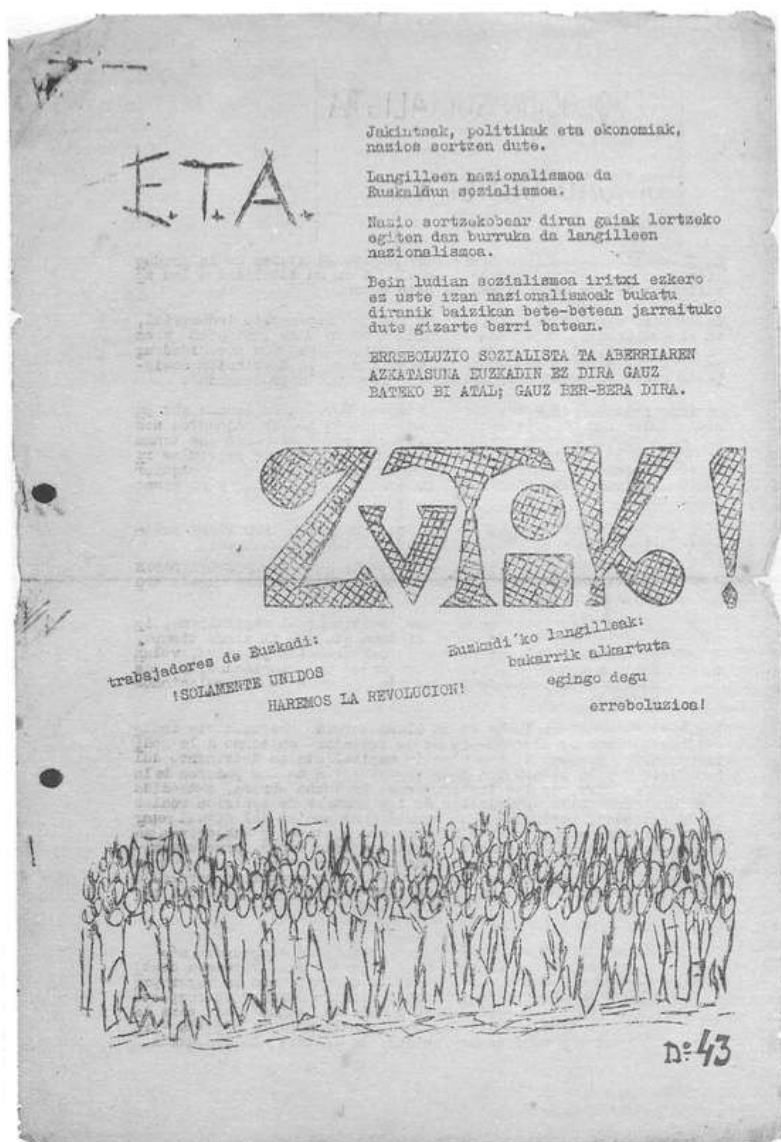 E.T.A.
Jakintsak, politikak eta ekonomiak,
nazios sortzen dute.
Langilleen nazionalismoa da
Euskaldun sozialismoa.
Nazio sortzekobear diran gaiak lortzeko
egiten dan burruka da langilleen
nazionalismoa.
Bein ludian sozialismoa iritxi ezkero
ez uste izan nazionalismoak bukatu
diranik baizikan bete-betean jarraituko
dute gizarte berri batean.
ERREBOLUZIO SOZIALISTA TA ABERRIAREN
AZKATASUNA EUZKADIN EZ DIRA GAUZ
BATEKO BI ATAL; GAUZ BER-BERA DIRA.
ZUTIK!
trabajadores de Euzkadi:
!SOLAMENTE UNIDOS
HAREMOS LA REVOLUCION!
Euzkadi'ko langilleak:
bakarrik alkartuta
egingo degu
erreboluzioa!
Nº 43